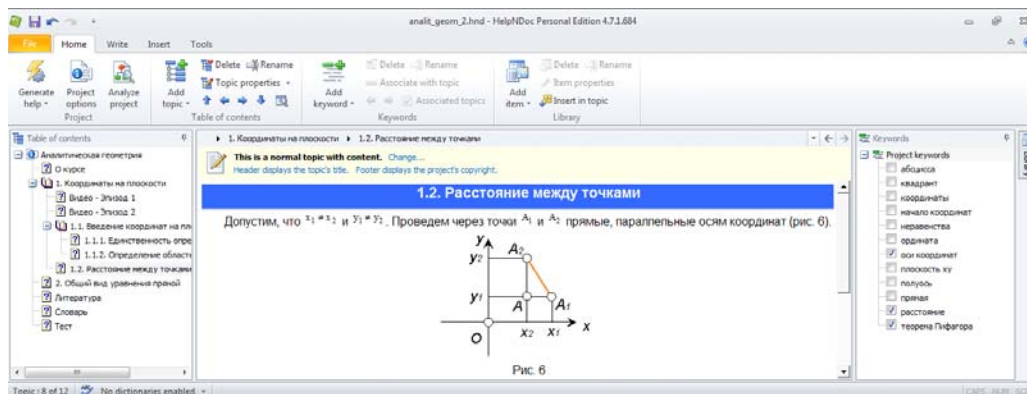 analit_geom_2.hnd - HelpNDoc Personal Edition 4.7.1.684
File Home Write Insert Tools
Generate help
Project options
Analyze project
Project
Add topic
Delete Rename
Topic properties
Table of contents
Add keyword
Delete Rename
Associate with topic
Associated topics
Keywords
Add item
Delete Rename
Item properties
Insert in topic
Library
Table of contents
Аналитическая геометрия
О курсе
1. Координаты на плоскости
Видео - Эпизод 1
Видео - Эпизод 2
1.1. Введение координат на пл
1.1.1. Единственность опре
1.1.2. Определение област
1.2. Расстояние между точками
2. Общий вид уравнения прямой
Литература
Словарь
Тест
1. Координаты на плоскости 1.2. Расстояние между точками
This is a normal topic with content. Change...
Header displays the topic's title. Footer displays the project's copyright.
1.2. Расстояние между точками
Допустим, что x₁ ≠ x₂ и y₁ ≠ y₂. Проведем через точки A₁ и A₂ прямые, параллельные осям координат (рис. 6).
y
y₂ A₂
y₁ A A₁
O x₂ x₁ x
Рис. 6
Keywords
Project keywords
абсцисса
квадрант
координаты
начало координат
неравенства
ордината
оси координат
плоскость xy
полуось
прямая
расстояние
теорема Пифагора
Topic : 8 of 12 No dictionaries enabled CAPS NUM